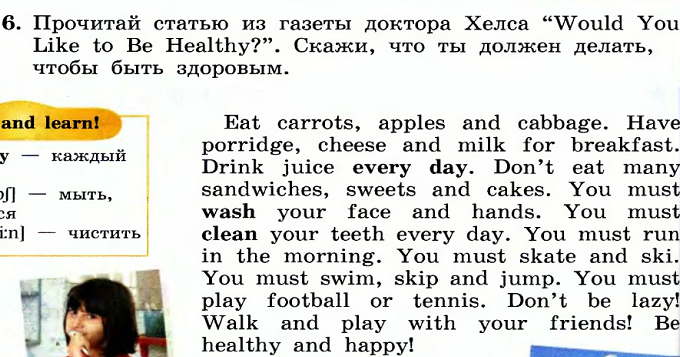 6. Прочитай статью из газеты доктора Хелса “Would You
Like to Be Healthy?”. Скажи, что ты должен делать,
чтобы быть здоровым.
and learn!
y — каждый
ʃ] — мыть,
ся
i:n] — чистить
Eat carrots, apples and cabbage. Have
porridge, cheese and milk for breakfast.
Drink juice every day. Don’t eat many
sandwiches, sweets and cakes. You must
wash your face and hands. You must
clean your teeth every day. You must run
in the morning. You must skate and ski.
You must swim, skip and jump. You must
play football or tennis. Don’t be lazy!
Walk and play with your friends! Be
healthy and happy!